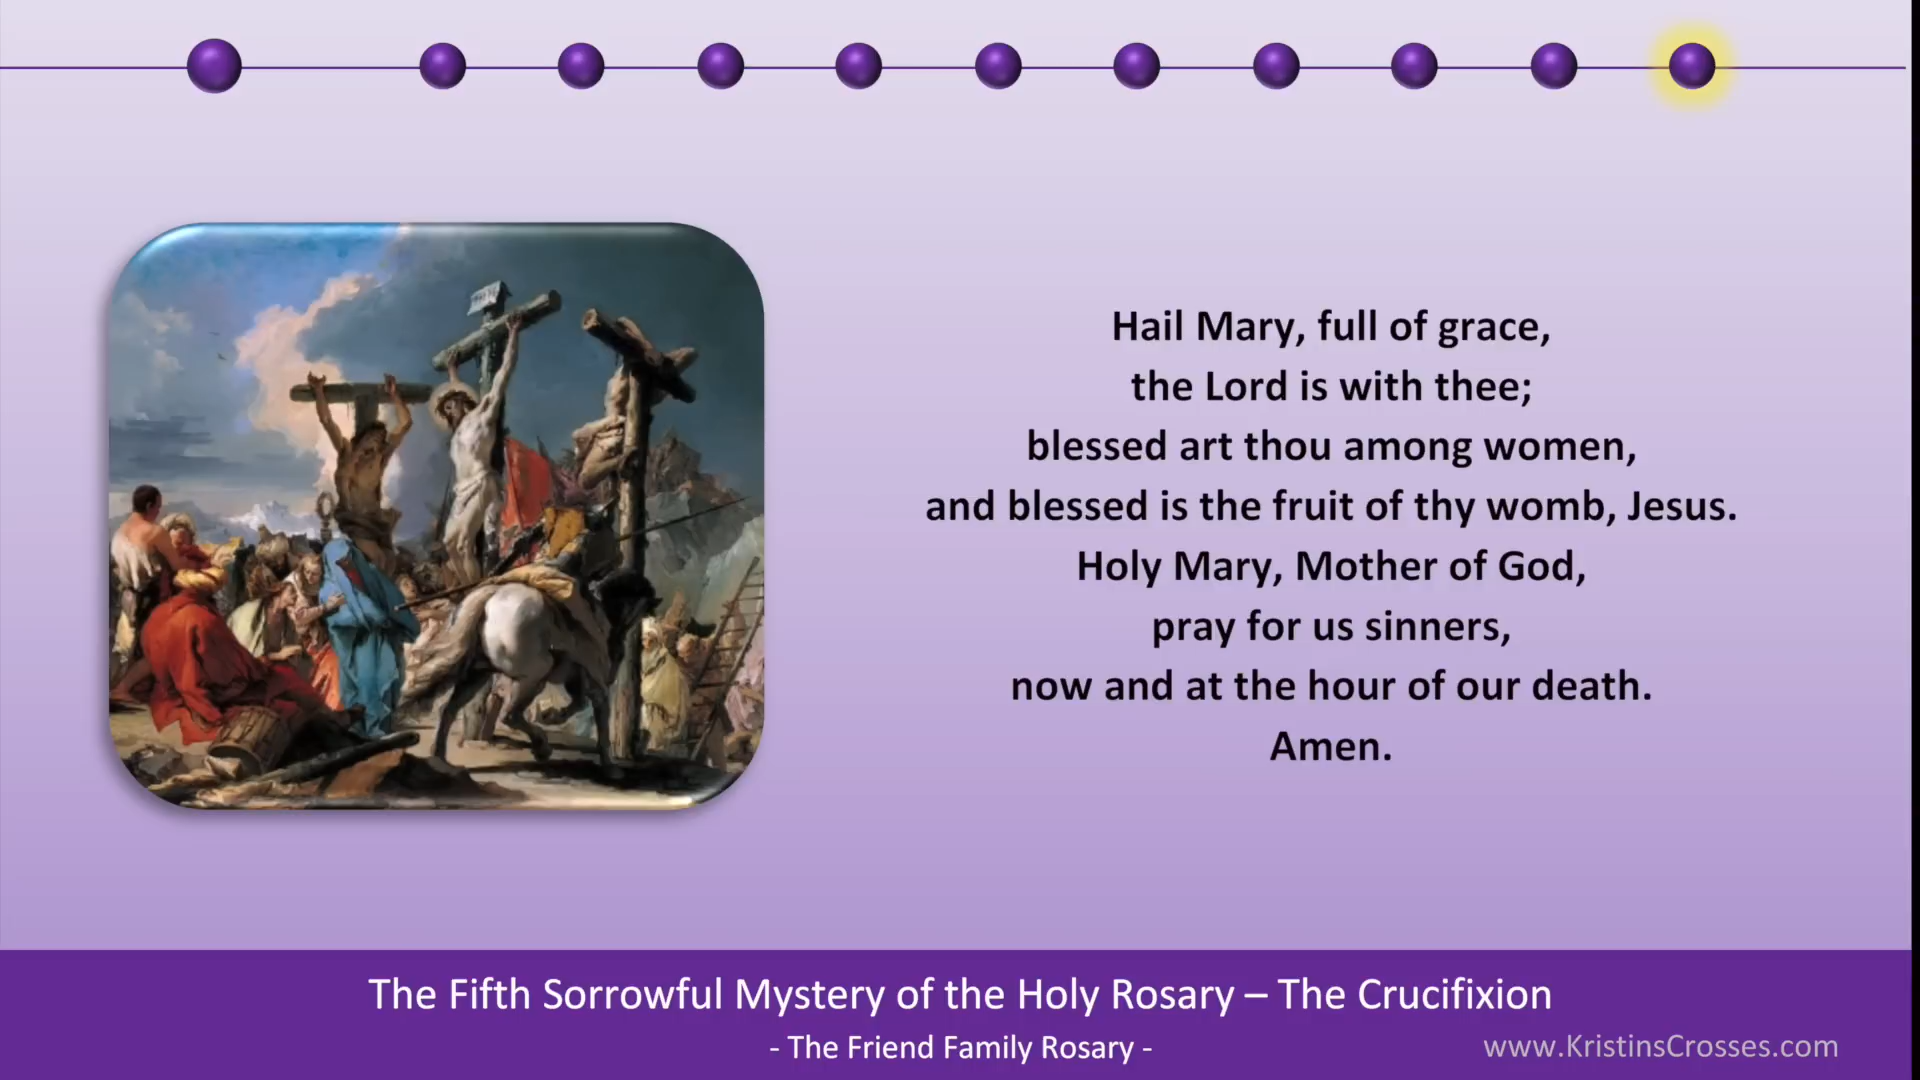 Hail Mary, full of grace,
the Lord is with thee;
blessed art thou among women,
and blessed is the fruit of thy womb, Jesus.
Holy Mary, Mother of God,
pray for us sinners,
now and at the hour of our death.
Amen.
The Fifth Sorrowful Mystery of the Holy Rosary – The Crucifixion
- The Friend Family Rosary -
www.KristinsCrosses.com